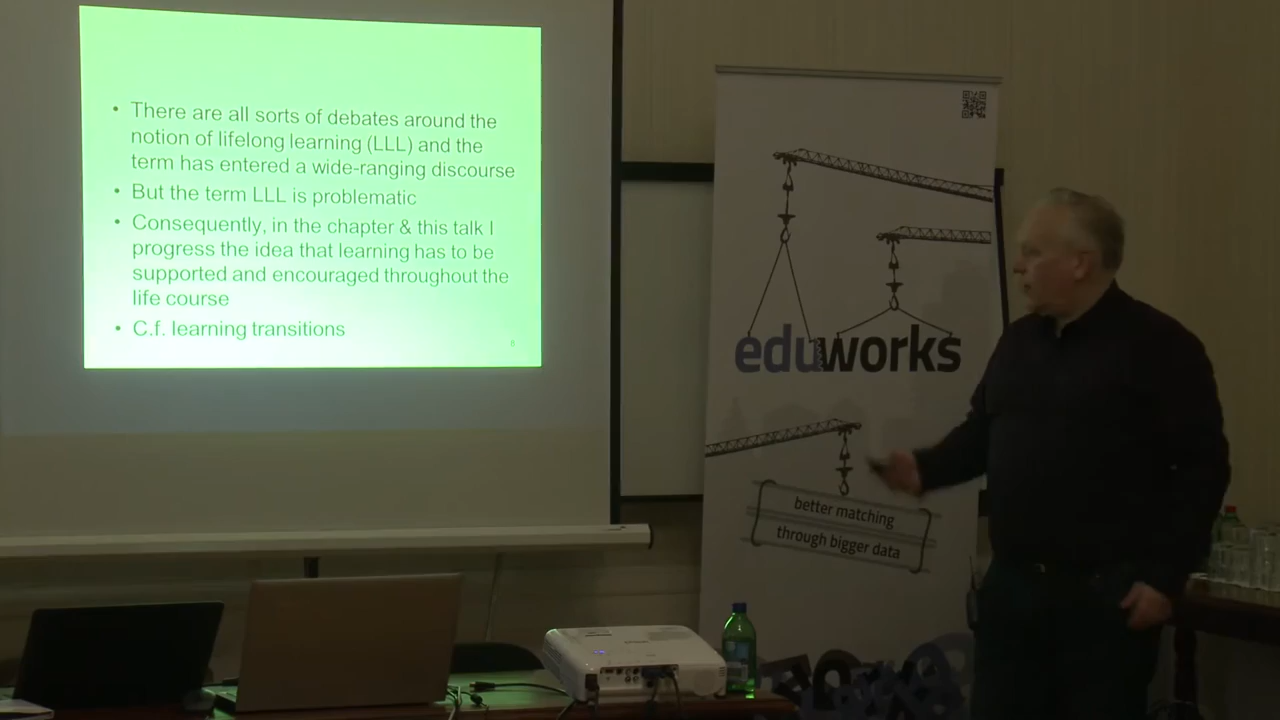 • There are all sorts of debates around the
notion of lifelong learning (LLL) and the
term has entered a wide-ranging discourse
• But the term LLL is problematic
• Consequently, in the chapter & this talk I
progress the idea that learning has to be
supported and encouraged throughout the
life course
• C.f. learning transitions
8
eduworks
better matching
through bigger data